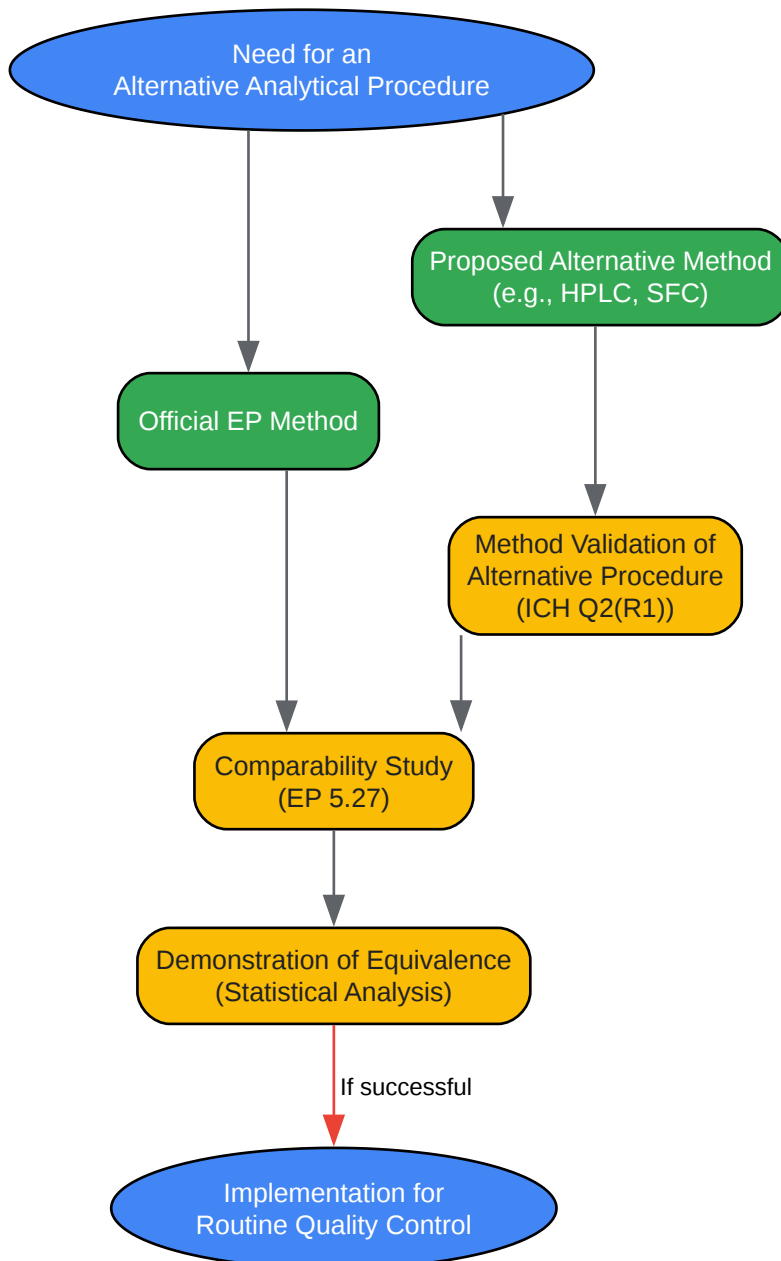 Need for an
Alternative Analytical Procedure
Proposed Alternative Method
(e.g., HPLC, SFC)
Official EP Method
Method Validation of
Alternative Procedure
(ICH Q2(R1))
Comparability Study
(EP 5.27)
Demonstration of Equivalence
(Statistical Analysis)
If successful
Implementation for
Routine Quality Control